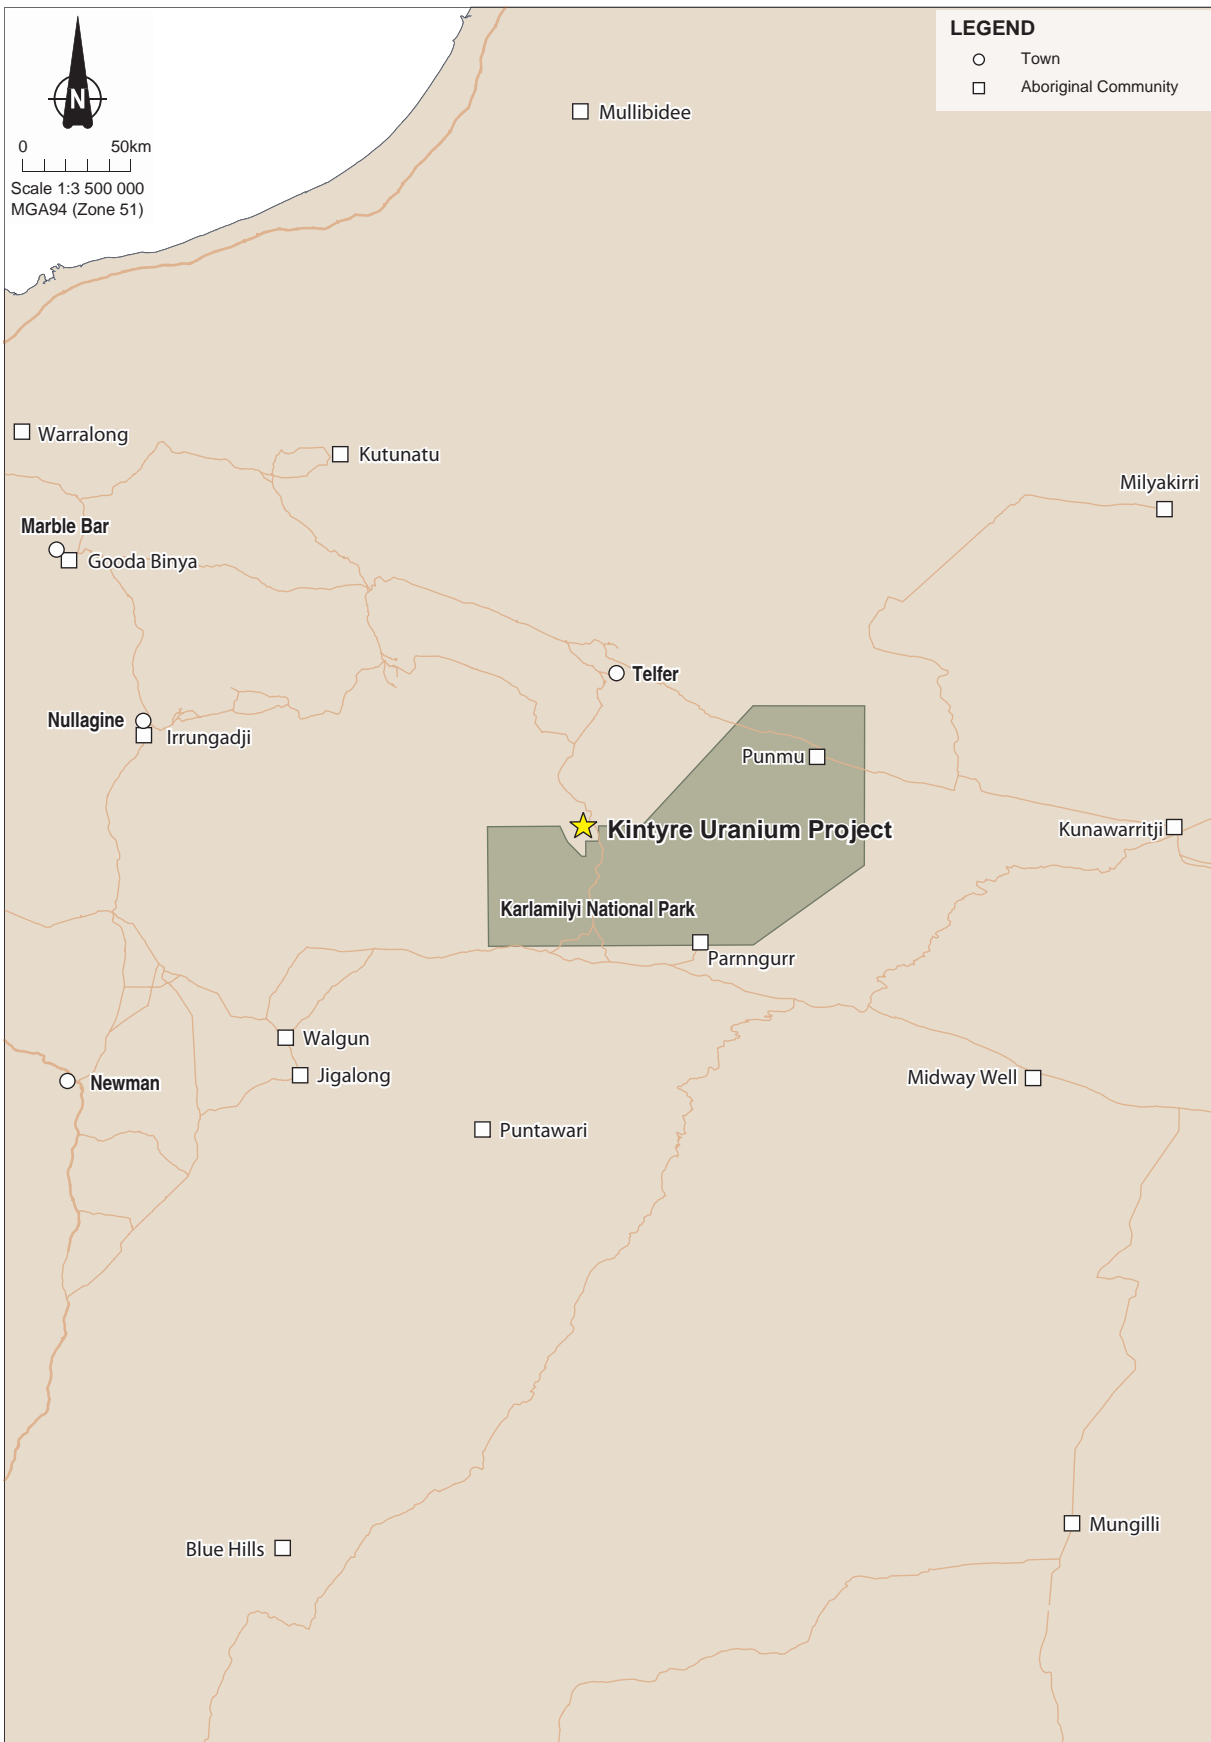 LEGEND
Town
Aboriginal Community
N
0 50km
Scale 1:3 500 000
MGA94 (Zone 51)
Mullibidee
Warralong
Kutunatu
Milyakirri
Marble Bar
Gooda Binya
Telfer
Nullagine
Irrungadji
Punmu
Kintyre Uranium Project
Kunawarritji
Karlamilyi National Park
Parnngurr
Walgun
Jigalong
Newman
Midway Well
Puntawari
Mungilli
Blue Hills